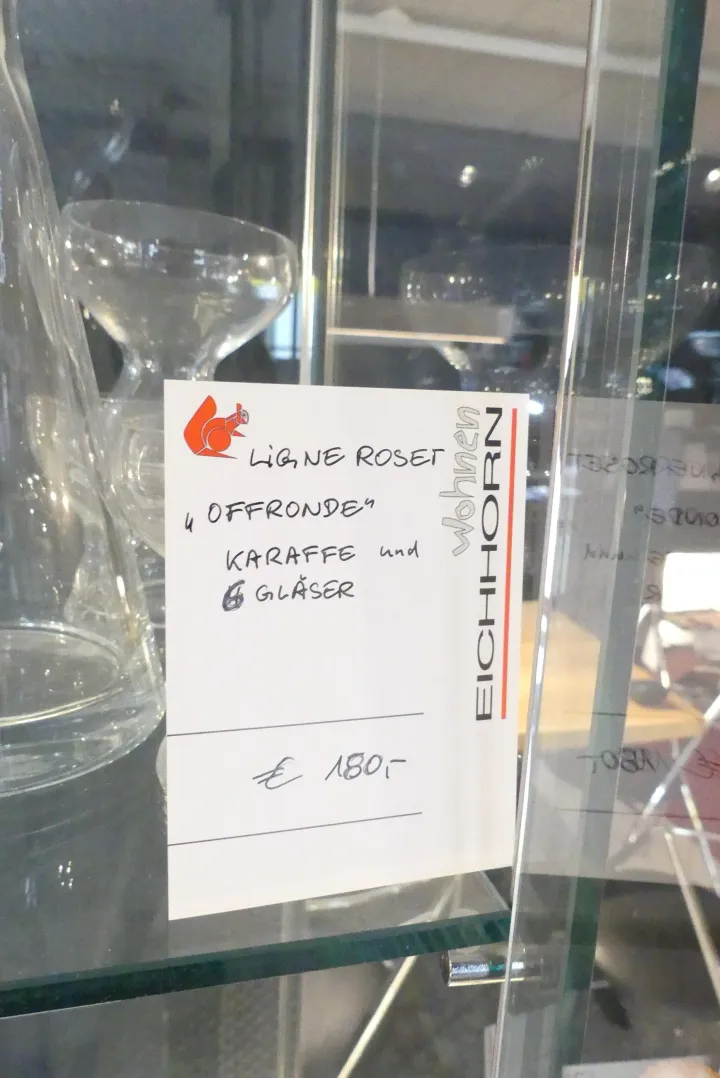 LIGNE ROSET
„OFFRONDE“
KARAFFE und
6 GLÄSER
€ 180,-
wohnen
EICHHORN